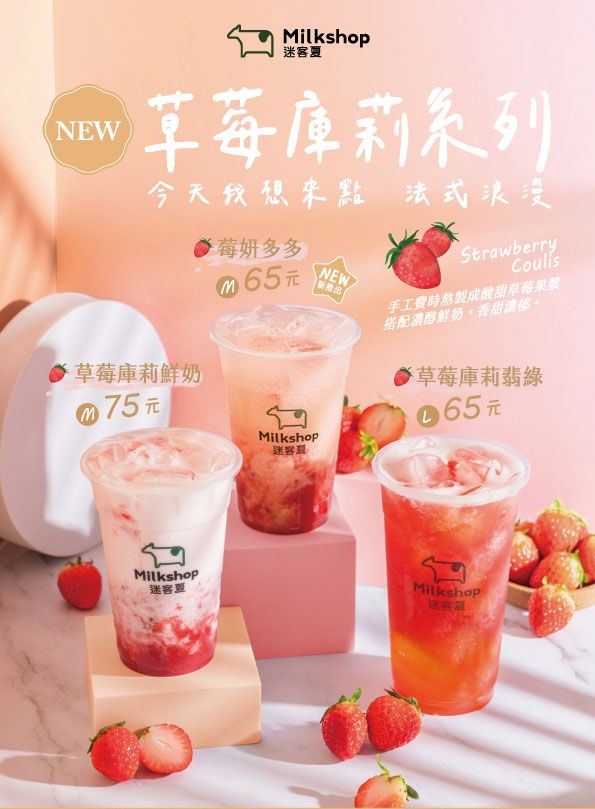 Milkshop
迷客夏
NEW
草莓庫莉系列
今天我想來點 法式浪漫
莓妍多多
M 65元
NEW
新推出
Strawberry
Coulis
手工費時熬製成酸甜草莓果漿
搭配濃醇鮮奶，香甜濃郁。
草莓庫莉鮮奶
M 75元
草莓庫莉翡綠
L 65元
Milkshop
迷客夏
Milkshop
迷客夏
Milkshop
迷客夏